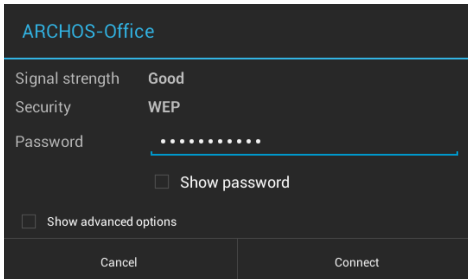 ARCHOS-Office
Signal strength Good
Security WEP
Password •••••••••••
Show password
Show advanced options
Cancel Connect